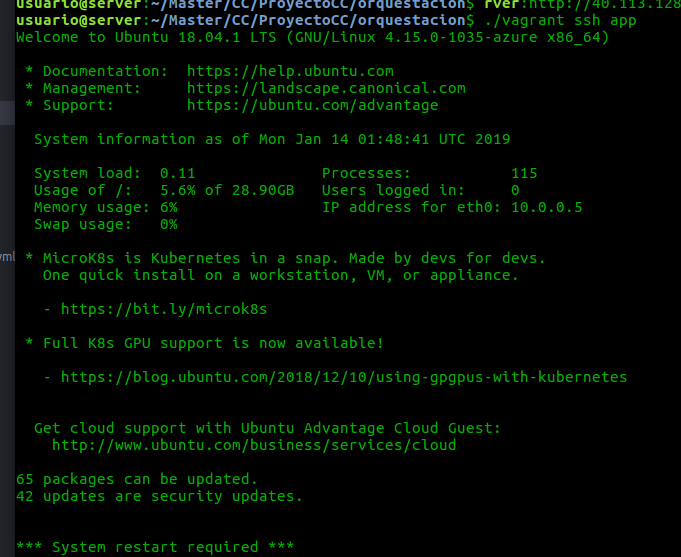 usuario@server:~/Master/CC/ProyectoCC/orquestacion$ rver:http://40.113.128
usuario@server:~/Master/CC/ProyectoCC/orquestacion$ ./vagrant ssh app
Welcome to Ubuntu 18.04.1 LTS (GNU/Linux 4.15.0-1035-azure x86_64)
* Documentation:  https://help.ubuntu.com
* Management:     https://landscape.canonical.com
* Support:        https://ubuntu.com/advantage
System information as of Mon Jan 14 01:48:41 UTC 2019
System load:  0.11              Processes:           115
Usage of /:   5.6% of 28.90GB   Users logged in:     0
Memory usage: 6%                IP address for eth0: 10.0.0.5
Swap usage:   0%
yml
* MicroK8s is Kubernetes in a snap. Made by devs for devs.
One quick install on a workstation, VM, or appliance.
- https://bit.ly/microk8s
* Full K8s GPU support is now available!
- https://blog.ubuntu.com/2018/12/10/using-gpgpus-with-kubernetes
Get cloud support with Ubuntu Advantage Cloud Guest:
http://www.ubuntu.com/business/services/cloud
65 packages can be updated.
42 updates are security updates.
*** System restart required ***